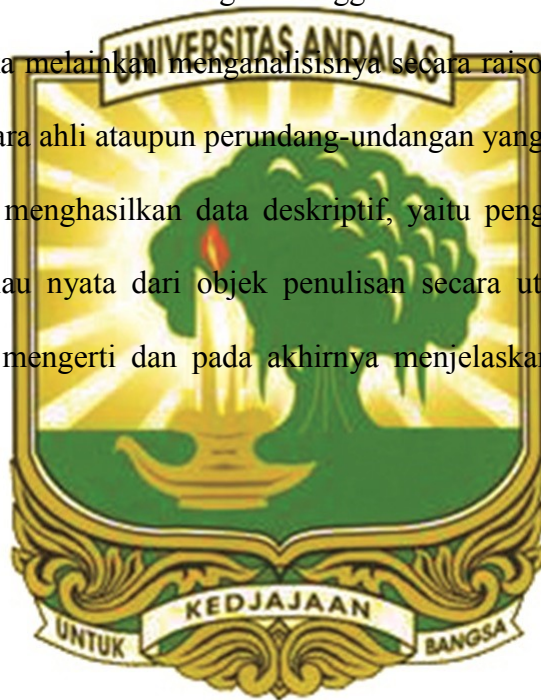 UNIVERSITAS ANDALAS
a melainkan menganalisisnya secara raiso
ara ahli ataupun perundang-undangan yang
menghasilkan data deskriptif, yaitu peng
au nyata dari objek penulisan secara ut
mengerti dan pada akhirnya menjelaskan
KEDJAJAAN
UNTUK
BANGSA